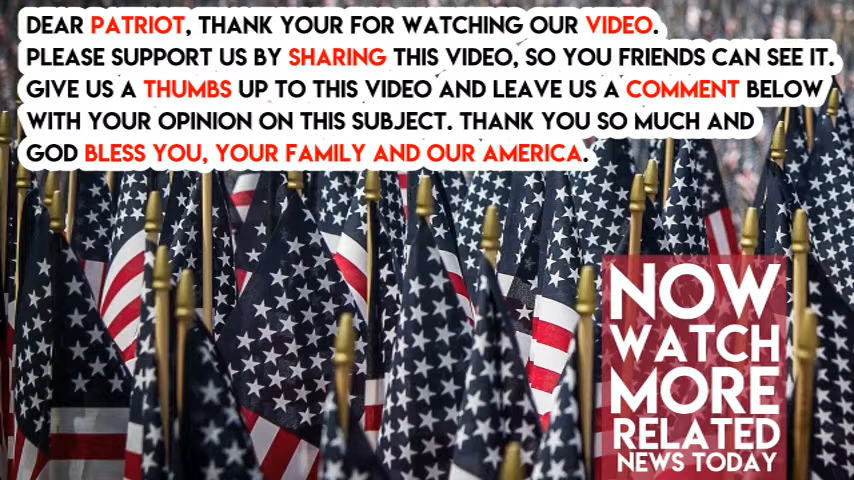 DEAR PATRIOT, THANK YOUR FOR WATCHING OUR VIDEO.
PLEASE SUPPORT US BY SHARING THIS VIDEO, SO YOU FRIENDS CAN SEE IT.
GIVE US A THUMBS UP TO THIS VIDEO AND LEAVE US A COMMENT BELOW
WITH YOUR OPINION ON THIS SUBJECT. THANK YOU SO MUCH AND
GOD BLESS YOU, YOUR FAMILY AND OUR AMERICA.
NOW
WATCH
MORE
RELATED
NEWS TODAY